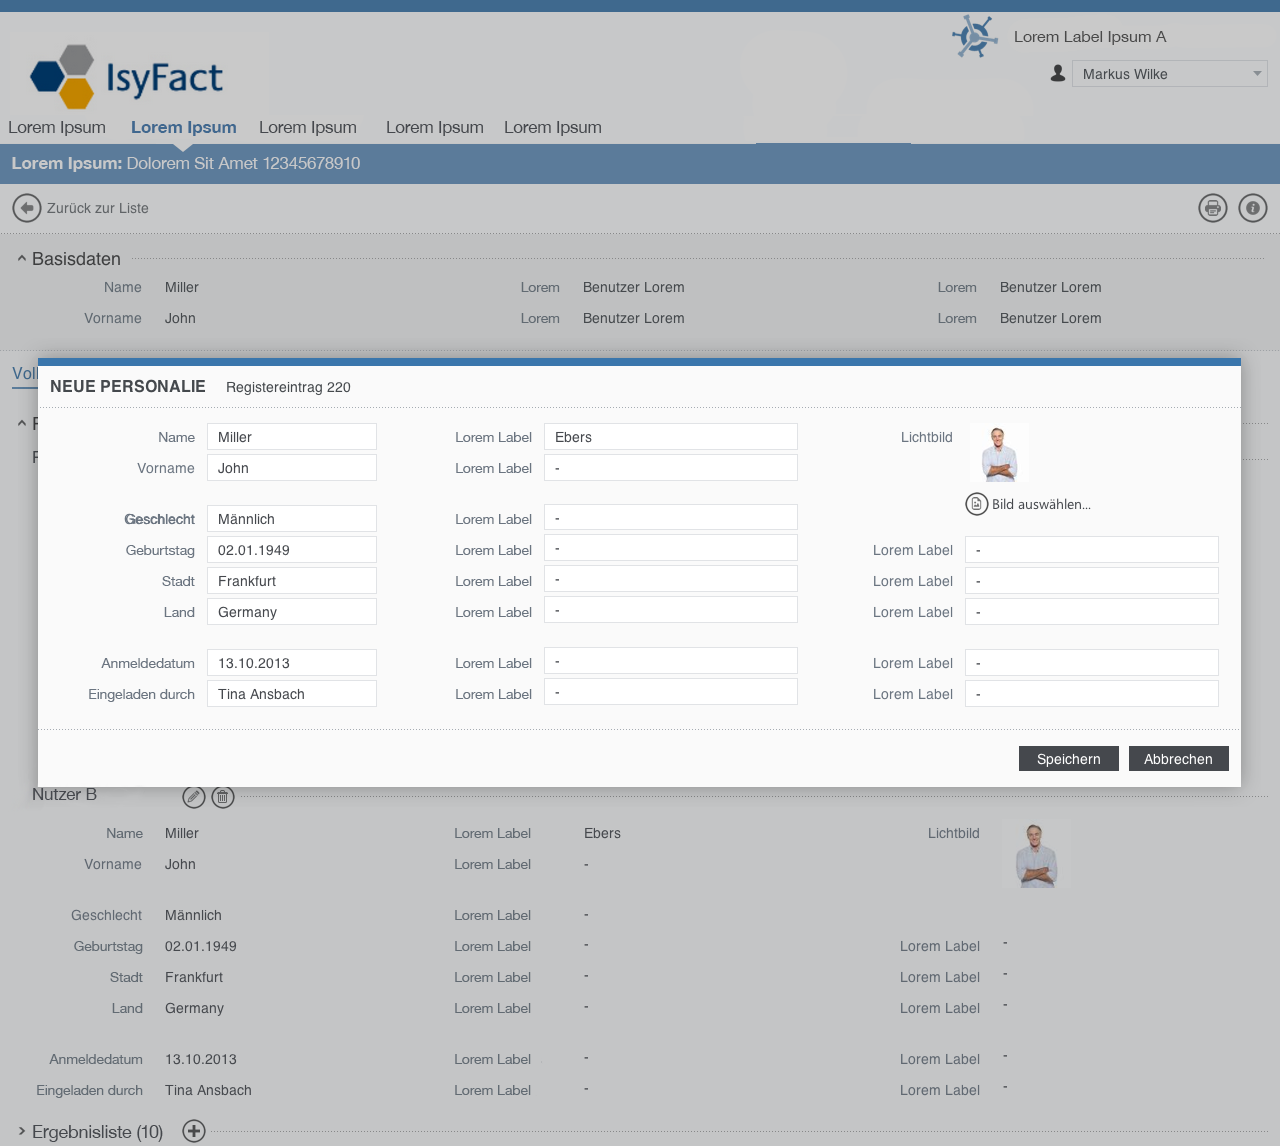 Lorem Label Ipsum A
IsyFact
Markus Wilke
Lorem Ipsum Lorem Ipsum Lorem Ipsum Lorem Ipsum Lorem Ipsum
Lorem Ipsum: Dolorem Sit Amet 12345678910
Zurück zur Liste
Basisdaten
Name Miller Lorem Benutzer Lorem Lorem Benutzer Lorem
Vorname John Lorem Benutzer Lorem Lorem Benutzer Lorem
NEUE PERSONALIE Registereintrag 220
Name Miller Lorem Label Ebers Lichtbild
Vorname John Lorem Label -
Bild auswählen...
Geschlecht Männlich Lorem Label -
Geburtstag 02.01.1949 Lorem Label - Lorem Label -
Stadt Frankfurt Lorem Label - Lorem Label -
Land Germany Lorem Label - Lorem Label -
Anmeldedatum 13.10.2013 Lorem Label - Lorem Label -
Eingeladen durch Tina Ansbach Lorem Label - Lorem Label -
Speichern Abbrechen
Nutzer B
Name Miller Lorem Label Ebers Lichtbild
Vorname John Lorem Label -
Geschlecht Männlich Lorem Label -
Geburtstag 02.01.1949 Lorem Label - Lorem Label -
Stadt Frankfurt Lorem Label - Lorem Label -
Land Germany Lorem Label - Lorem Label -
Anmeldedatum 13.10.2013 Lorem Label - Lorem Label -
Eingeladen durch Tina Ansbach Lorem Label - Lorem Label -
Ergebnisliste (10)